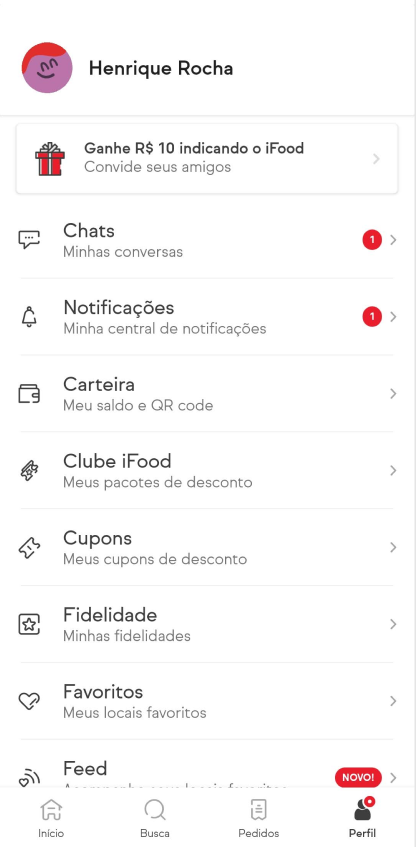 Henrique Rocha
Ganhe R$ 10 indicando o iFood
Convide seus amigos
Chats
Minhas conversas
1
Notificações
Minha central de notificações
1
Carteira
Meu saldo e QR code
Clube iFood
Meus pacotes de desconto
Cupons
Meus cupons de desconto
Fidelidade
Minhas fidelidades
Favoritos
Meus locais favoritos
Feed
NOVO!
Início
Busca
Pedidos
Perfil